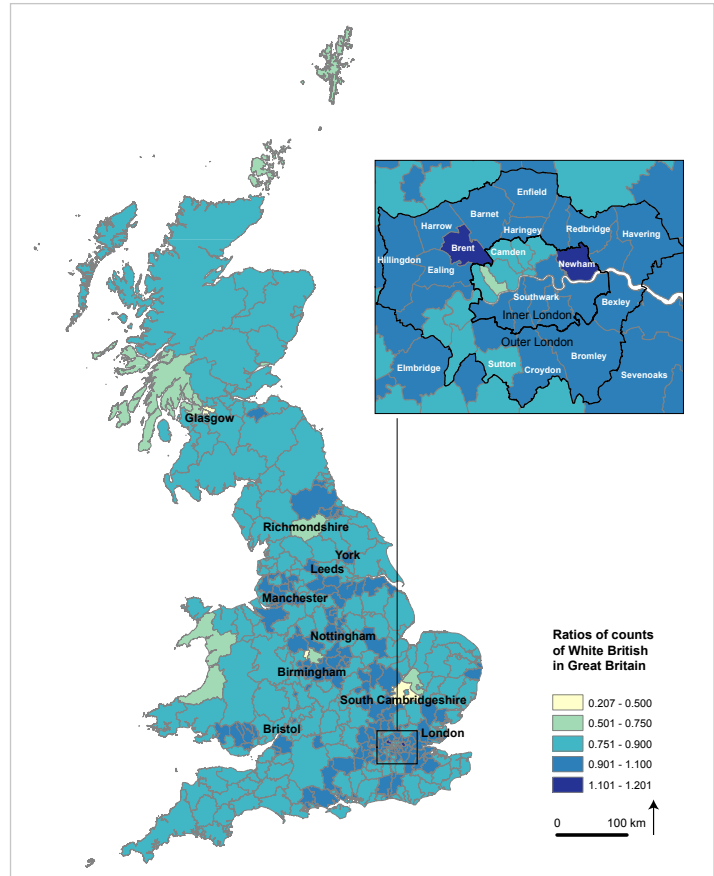 Enfield
Barnet
Harrow
Haringey
Redbridge
Havering
Brent
Camden
Hillingdon
Newham
Ealing
Southwark
Bexley
Inner London
Outer London
Elmbridge
Sutton
Croydon
Bromley
Sevenoaks
Glasgow
Richmondshire
York
Leeds
Manchester
Nottingham
Birmingham
South Cambridgeshire
Bristol
London
Ratios of counts
of White British
in Great Britain
0.207 - 0.500
0.501 - 0.750
0.751 - 0.900
0.901 - 1.100
1.101 - 1.201
0 100 km